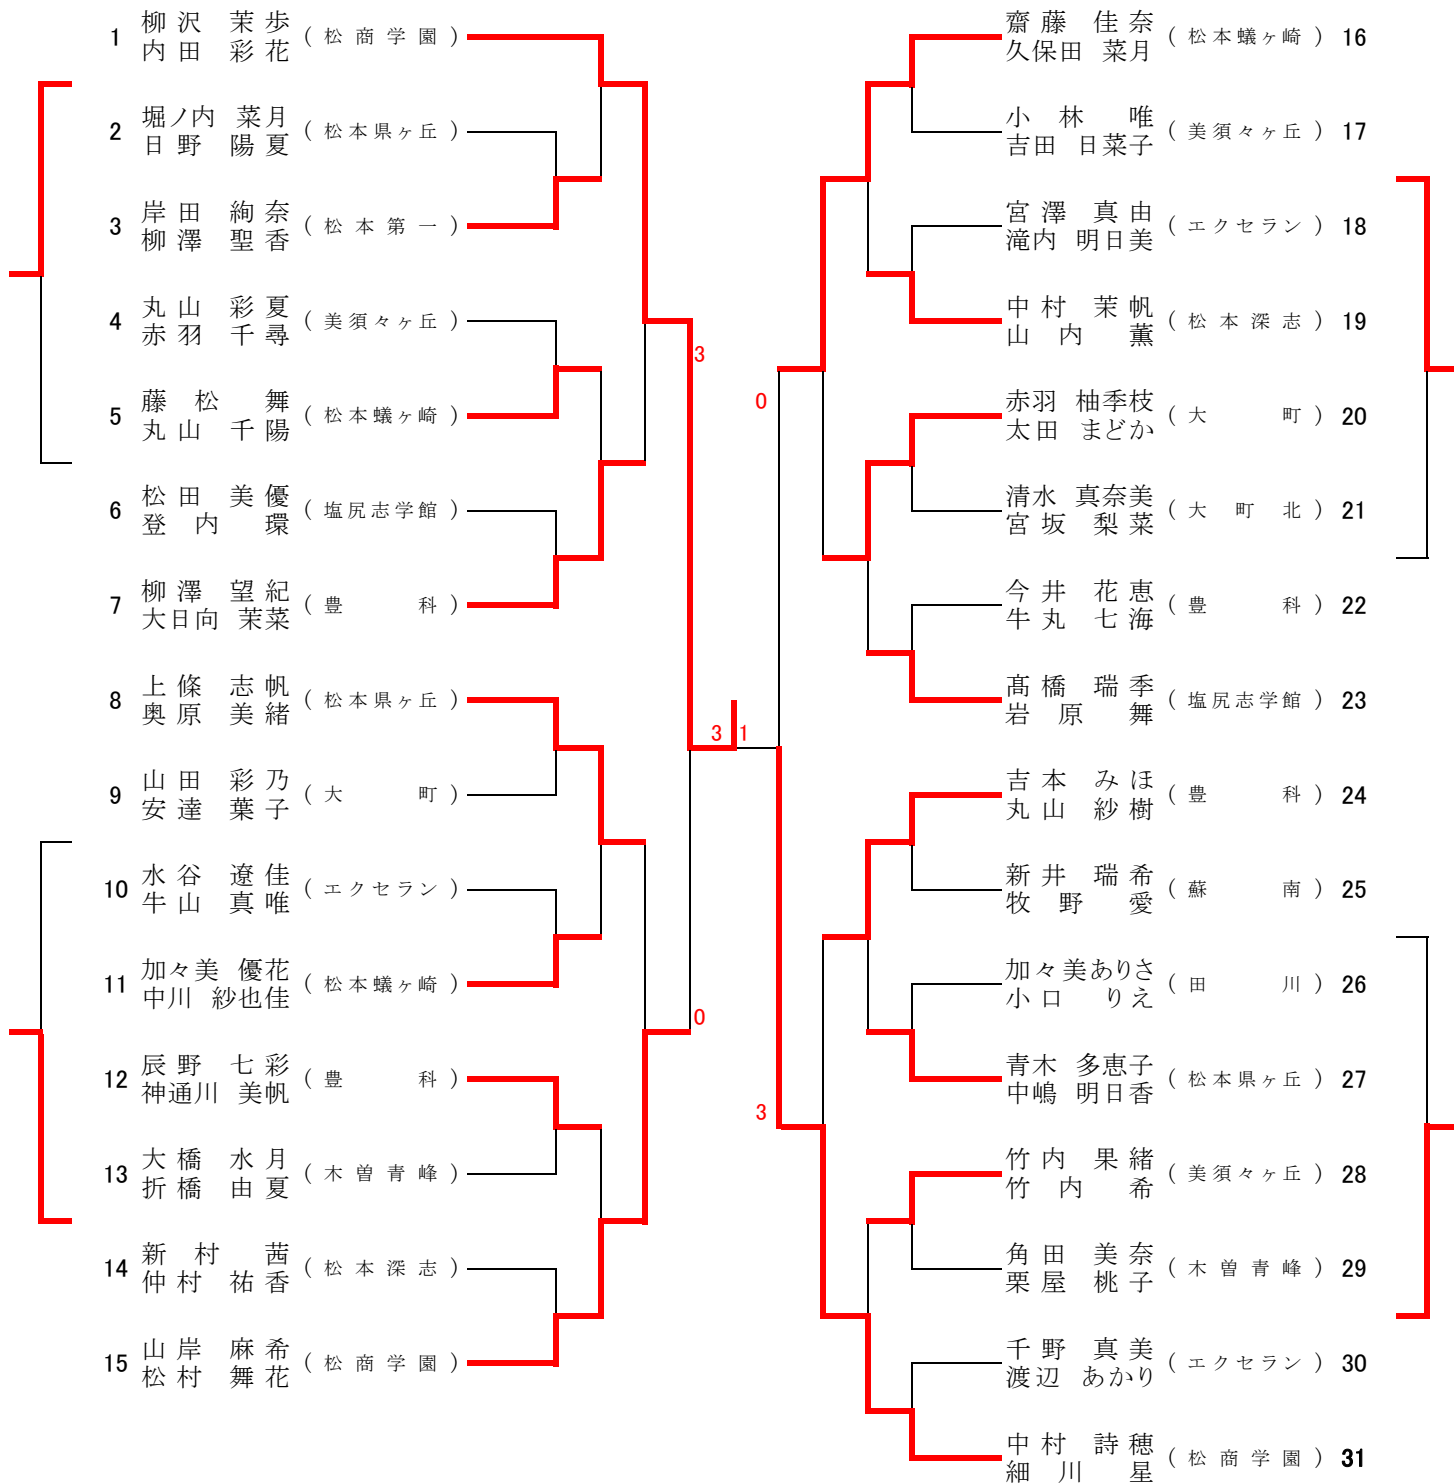 1 柳沢 茉歩 (松商学園)
内田 彩花
2 堀ノ内 菜月 (松本県ヶ丘)
日野 陽夏
3 岸田 絢奈 (松本第一)
柳澤 聖香
4 丸山 彩夏 (美須々ヶ丘)
赤羽 千尋
5 藤松 舞 (松本蟻ヶ崎)
丸山 千陽
6 松田 美優 (塩尻志学館)
登内 環
7 柳澤 望紀 (豊科)
大日向 茉菜
8 上條 志帆 (松本県ヶ丘)
奥原 美緒
9 山田 彩乃 (大町)
安達 葉子
10 水谷 遼佳 (エクセラン)
牛山 真唯
11 加々美 優花 (松本蟻ヶ崎)
中川 紗也佳
12 辰野 七彩 (豊科)
神通川 美帆
13 大橋 水月 (木曽青峰)
折橋 由夏
14 新村 茜 (松本深志)
仲村 祐香
15 山岸 麻希 (松商学園)
松村 舞花
3
0
3 1
0
3
齋藤 佳奈 (松本蟻ヶ崎) 16
久保田 菜月
小林 唯 (美須々ヶ丘) 17
吉田 日菜子
宮澤 真由 (エクセラン) 18
滝内 明日美
中村 茉帆 (松本深志) 19
山内 薫
赤羽 柚季枝 (大町) 20
太田 まどか
清水 真奈美 (大町北) 21
宮坂 梨菜
今井 花恵 (豊科) 22
牛丸 七海
髙橋 瑞季 (塩尻志学館) 23
岩原 舞
吉本 みほ (豊科) 24
丸山 紗樹
新井 瑞希 (蘇南) 25
牧野 愛
加々美ありさ (田川) 26
小口 りえ
青木 多恵子 (松本県ヶ丘) 27
中嶋 明日香
竹内 果緒 (美須々ヶ丘) 28
竹内 希
角田 美奈 (木曽青峰) 29
栗屋 桃子
千野 真美 (エクセラン) 30
渡辺 あかり
中村 詩穂 (松商学園) 31
細川 星